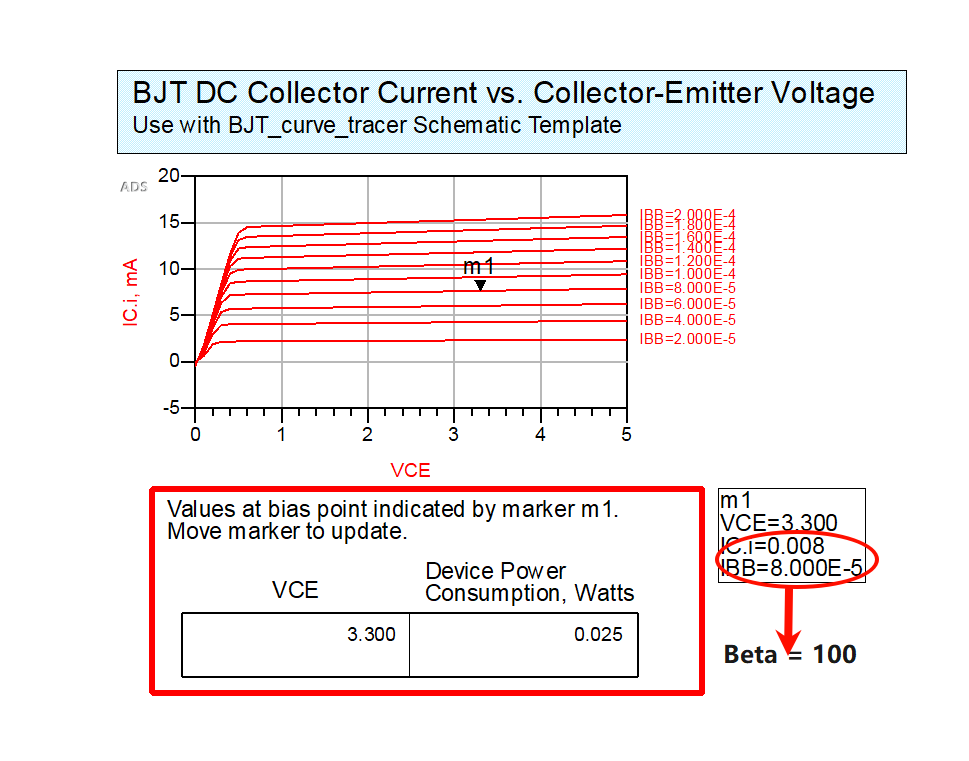 BJT DC Collector Current vs. Collector-Emitter Voltage
Use with BJT_curve_tracer Schematic Template
ADS
20
15
10
5
0
-5
IC.i, mA
m1
IBB=2.000E-4
IBB=1.800E-4
IBB=1.600E-4
IBB=1.400E-4
IBB=1.200E-4
IBB=1.000E-4
IBB=8.000E-5
IBB=6.000E-5
IBB=4.000E-5
IBB=2.000E-5
0 1 2 3 4 5
VCE
Values at bias point indicated by marker m1.
Move marker to update.
VCE
Device Power
Consumption, Watts
3.300 0.025
m1
VCE=3.300
IC.i=0.008
IBB=8.000E-5
Beta = 100